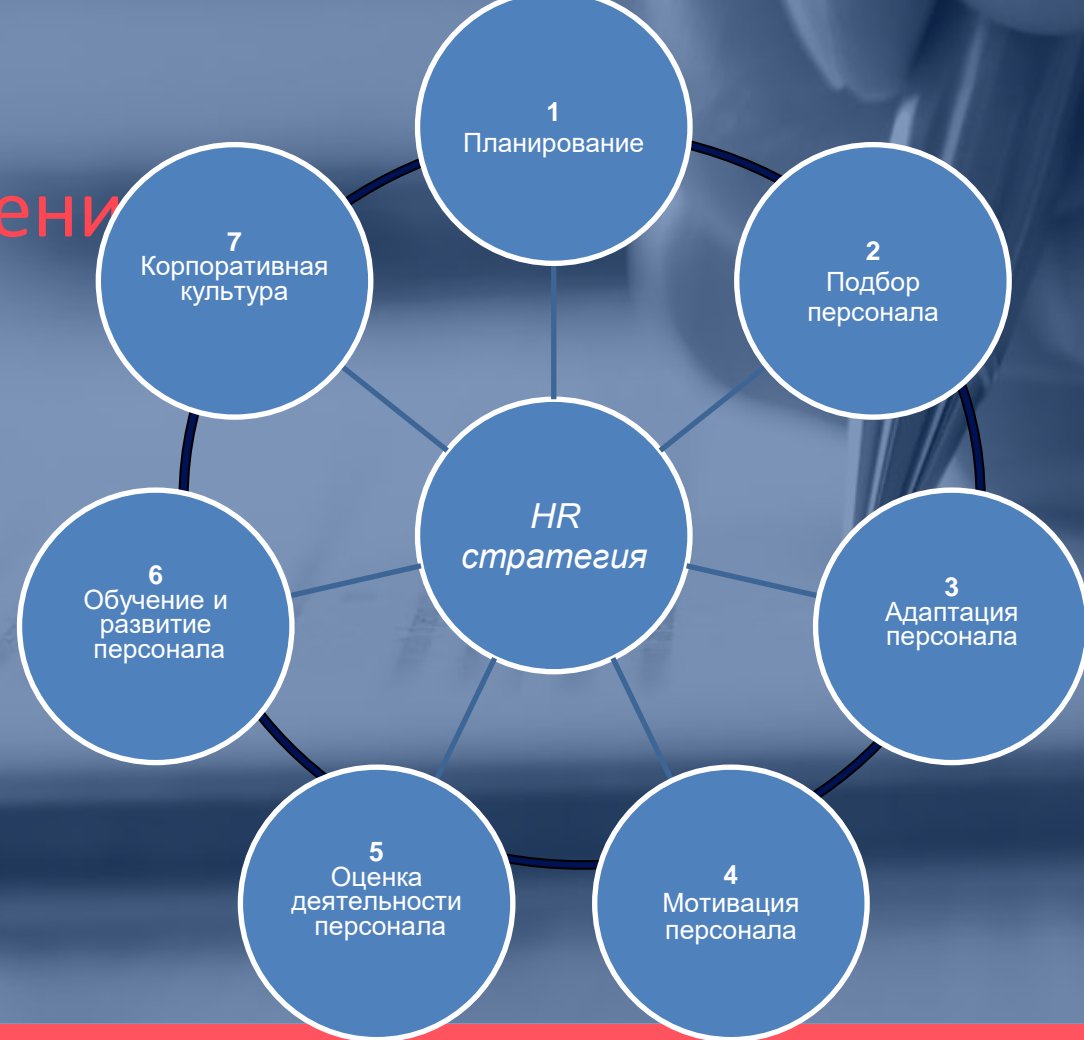 1
Планирование
2
Подбор
персонала
3
Адаптация
персонала
4
Мотивация
персонала
5
Оценка
деятельности
персонала
6
Обучение и
развитие
персонала
7
Корпоративная
культура
HR
стратегия